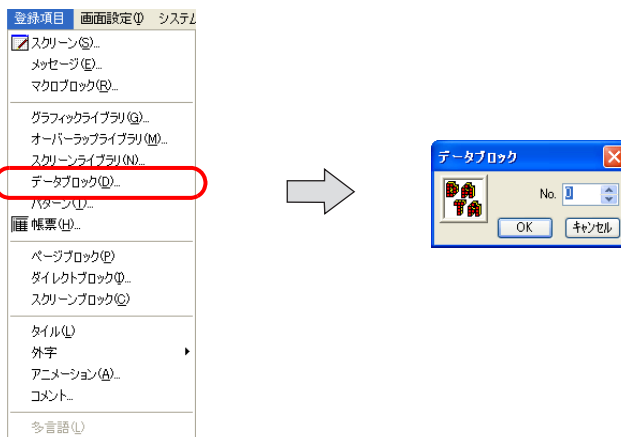 登録項目 画面設定(I) システム
スクリーン(S)...
メッセージ(E)...
マクロブロック(R)...
グラフィックライブラリ(G)...
オーバーラップライブラリ(M)...
スクリーンライブラリ(N)...
データブロック(D)...
パターン(T)...
帳票(H)...
ページブロック(P)
ダイレクトブロック(I)...
スクリーンブロック(C)
タイル(L)
外字
アニメーション(A)...
コメント...
多言語(L)
データブロック
DA
TA
No. 0
OK キャンセル